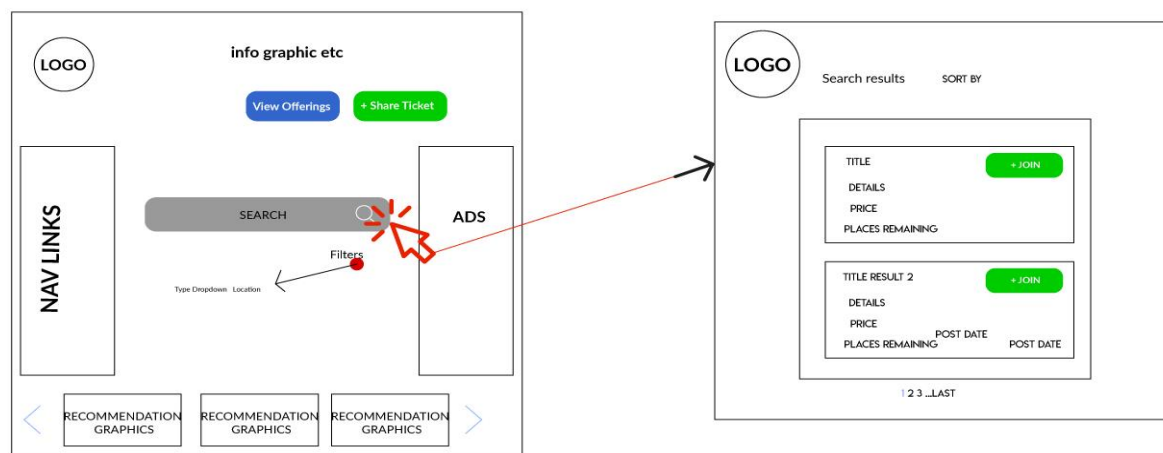 LOGO
info graphic etc
View Offerings
+ Share Ticket
NAV LINKS
SEARCH
ADS
Filters
Type Dropdown Location
RECOMMENDATION
GRAPHICS
RECOMMENDATION
GRAPHICS
RECOMMENDATION
GRAPHICS
LOGO
Search results
SORT BY
TITLE
+ JOIN
DETAILS
PRICE
PLACES REMAINING
TITLE RESULT 2
+ JOIN
DETAILS
PRICE
POST DATE
PLACES REMAINING
POST DATE
1 2 3 ...LAST